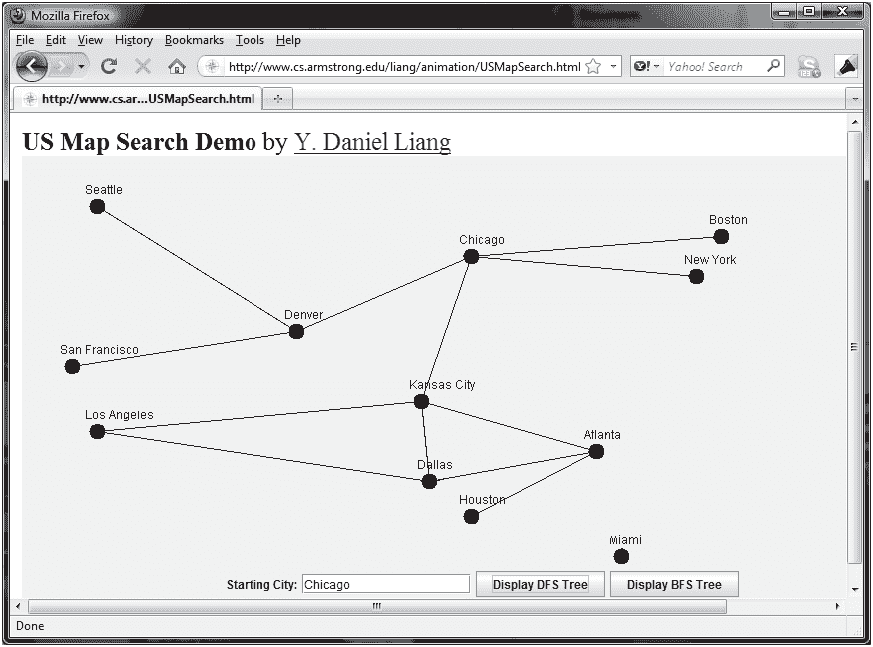 Mozilla Firefox
File Edit View History Bookmarks Tools Help
http://www.cs.armstrong.edu/liang/animation/USMapSearch.html
Y! Yahoo! Search
http://www.cs.ar...USMapSearch.html
US Map Search Demo by Y. Daniel Liang
Seattle
Boston
Chicago
New York
Denver
San Francisco
Kansas City
Los Angeles
Atlanta
Dallas
Houston
Miami
Starting City: Chicago Display DFS Tree Display BFS Tree
Done